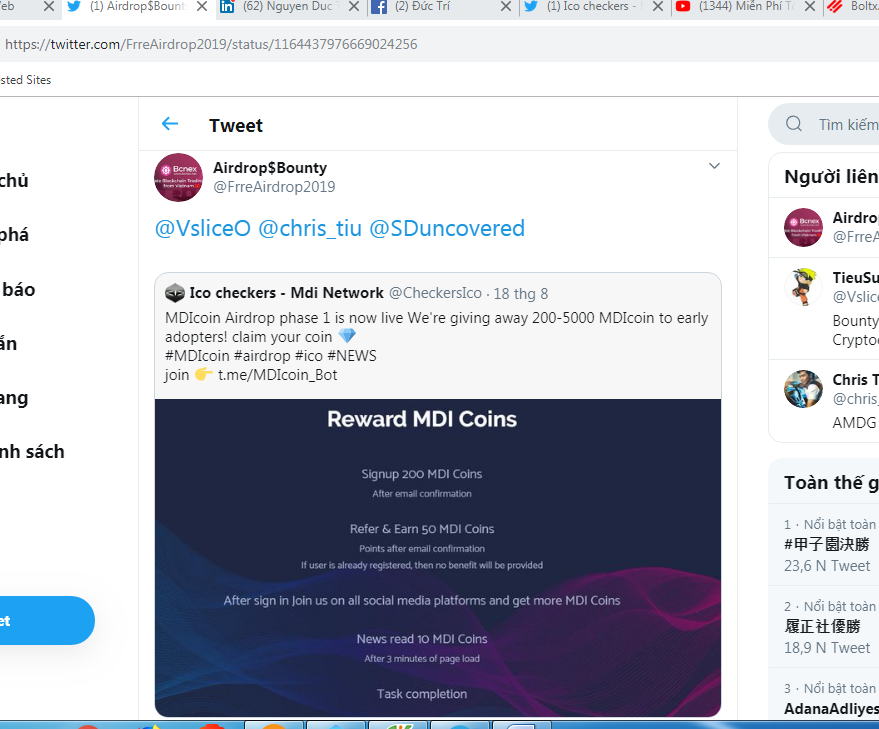 eb
(1) Airdrop$Bount
(62) Nguyen Duc T
(2) Đức Trí
(1) Ico checkers -
(1344) Miễn Phí T
Boltx
https://twitter.com/FrreAirdrop2019/status/1164437976669024256
sted Sites
Tweet
Tìm kiếm
Airdrop$Bounty
@FrreAirdrop2019
@VsliceO @chris_tiu @SDuncovered
Ico checkers - Mdi Network @CheckersIco · 18 thg 8
MDIcoin Airdrop phase 1 is now live We're giving away 200-5000 MDIcoin to early
adopters! claim your coin 💎
#MDIcoin #airdrop #ico #NEWS
join 👉 t.me/MDIcoin_Bot
Reward MDI Coins
Signup 200 MDI Coins
After email confirmation
Refer & Earn 50 MDI Coins
Points after email confirmation
If user is already registered, then no benefit will be provided
After sign in Join us on all social media platforms and get more MDI Coins
News read 10 MDI Coins
After 3 minutes of page load
Task completion
chủ
phá
báo
ắn
ang
nh sách
et
Người liên
Airdrop
@FrreA
TieuSu
@Vslice
Bounty
Crypto
Chris T
@chris_
AMDG
Toàn thế g
1 · Nổi bật toàn
#甲子園決勝
23,6 N Tweet
2 · Nổi bật toàn
履正社優勝
18,9 N Tweet
3 · Nổi bật toàn
AdanaAdliyes
Bcnex